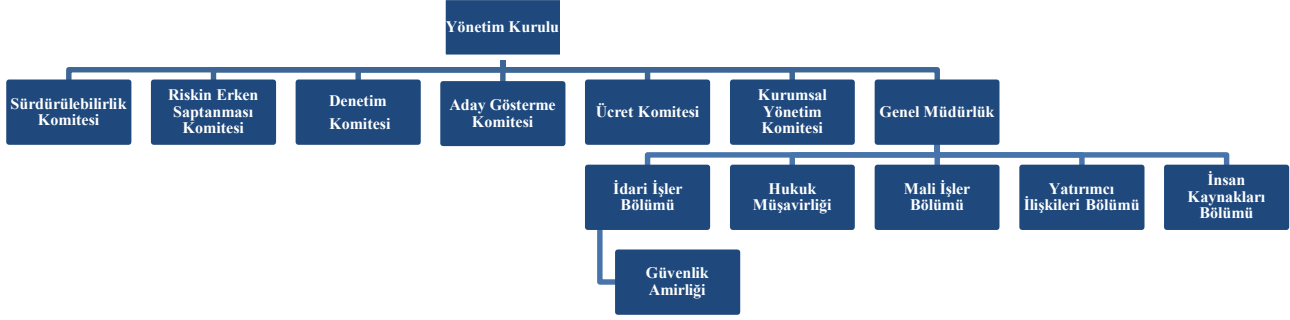 Yönetim Kurulu
Sürdürülebilirlik
Komitesi
Riskin Erken
Saptanması
Komitesi
Denetim
Komitesi
Aday Gösterme
Komitesi
Ücret Komitesi
Kurumsal
Yönetim
Komitesi
Genel Müdürlük
İdari İşler
Bölümü
Hukuk
Müşavirliği
Mali İşler
Bölümü
Yatırımcı
İlişkileri Bölümü
İnsan
Kaynakları
Bölümü
Güvenlik
Amirliği